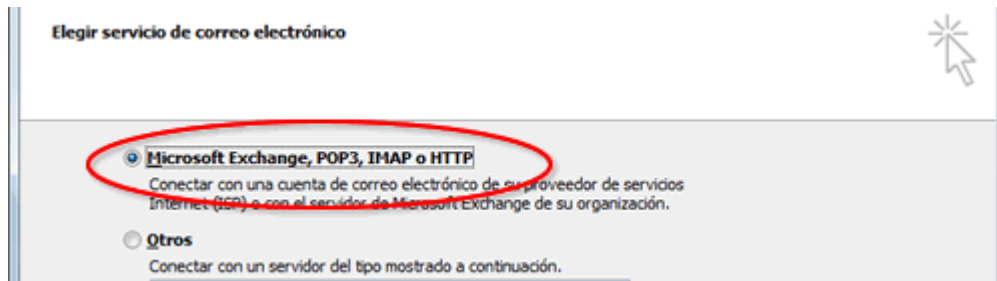 Elegir servicio de correo electrónico
Microsoft Exchange, POP3, IMAP o HTTP
Conectar con una cuenta de correo electrónico de su proveedor de servicios
Internet (ISP) o con el servidor de Microsoft Exchange de su organización.
Otros
Conectar con un servidor del tipo mostrado a continuación.